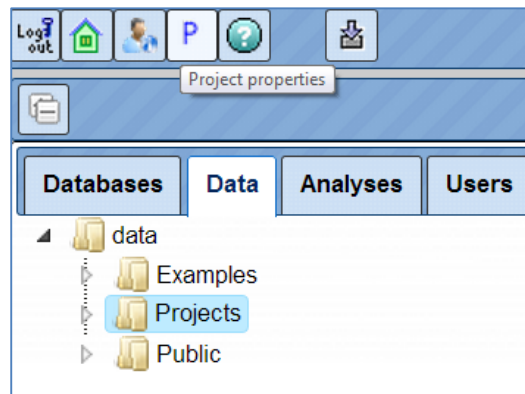 Log
out
P
?
Project properties
Databases Data Analyses Users
data
Examples
Projects
Public